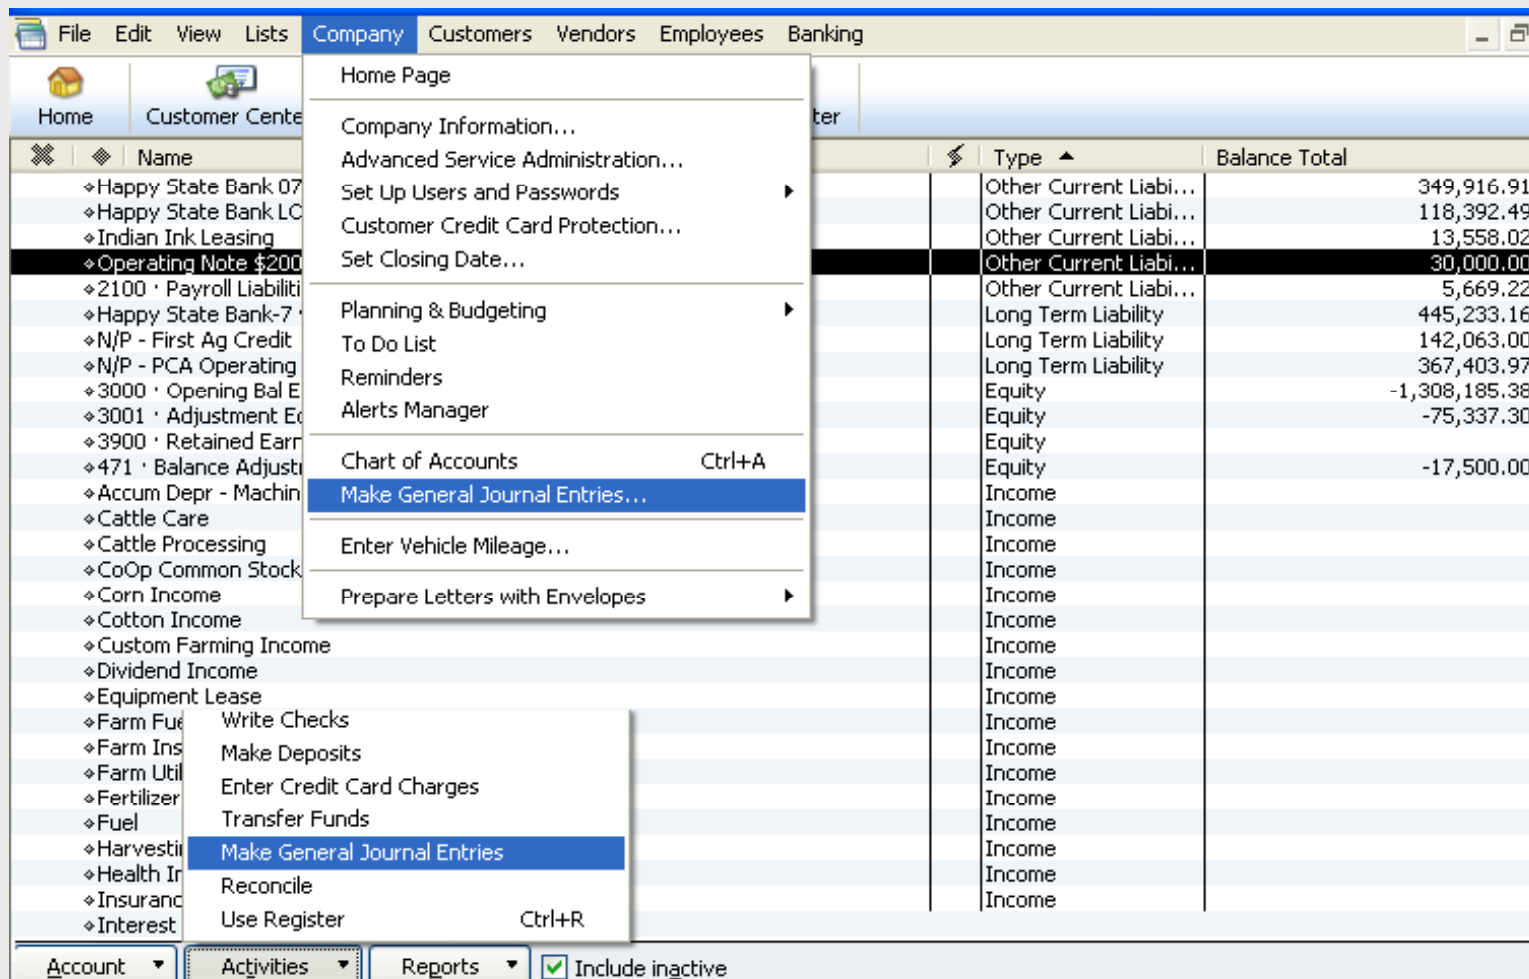 File Edit View Lists Company Customers Vendors Employees Banking
Home Page
Home Customer Cente ter
Company Information...
Name Type Balance Total
Advanced Service Administration...
Happy State Bank 07 Other Current Liabi... 349,916.91
Set Up Users and Passwords
Happy State Bank LO Other Current Liabi... 118,392.49
Customer Credit Card Protection...
Indian Ink Leasing Other Current Liabi... 13,558.02
Set Closing Date...
Operating Note $200 Other Current Liabi... 30,000.00
2100 · Payroll Liabiliti Other Current Liabi... 5,669.22
Planning & Budgeting
Happy State Bank-7 Long Term Liability 445,233.16
To Do List
N/P - First Ag Credit Long Term Liability 142,063.00
Reminders
N/P - PCA Operating Long Term Liability 367,403.97
3000 · Opening Bal E Equity -1,308,185.38
Alerts Manager
3001 · Adjustment Eq Equity -75,337.30
3900 · Retained Earn Equity
Chart of Accounts Ctrl+A
471 · Balance Adjust Equity -17,500.00
Make General Journal Entries...
Accum Depr - Machin Income
Cattle Care Income
Enter Vehicle Mileage...
Cattle Processing Income
CoOp Common Stock Income
Prepare Letters with Envelopes
Corn Income Income
Cotton Income Income
Custom Farming Income Income
Dividend Income Income
Equipment Lease Income
Farm Fue Income
Write Checks
Farm Ins Income
Make Deposits
Farm Util Income
Enter Credit Card Charges
Fertilizer Income
Transfer Funds
Fuel Income
Harvesti Income
Make General Journal Entries
Health In Income
Reconcile
Insuranc Income
Use Register Ctrl+R
Interest
Account Activities Reports Include inactive